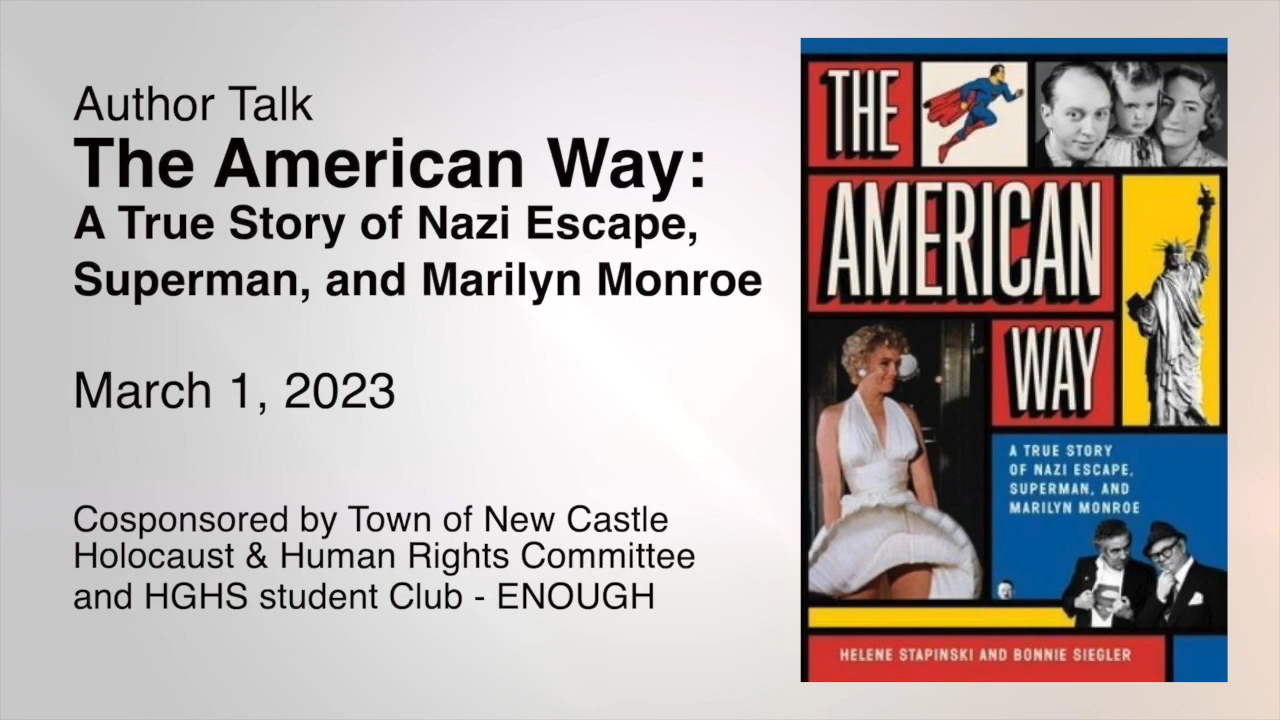 Author Talk
The American Way:
A True Story of Nazi Escape,
Superman, and Marilyn Monroe
March 1, 2023
Cosponsored by Town of New Castle
Holocaust & Human Rights Committee
and HGHS student Club - ENOUGH
THE
AMERICAN
WAY
A TRUE STORY
OF NAZI ESCAPE,
SUPERMAN, AND
MARILYN MONROE
HELENE STAPINSKI AND BONNIE SIEGLER